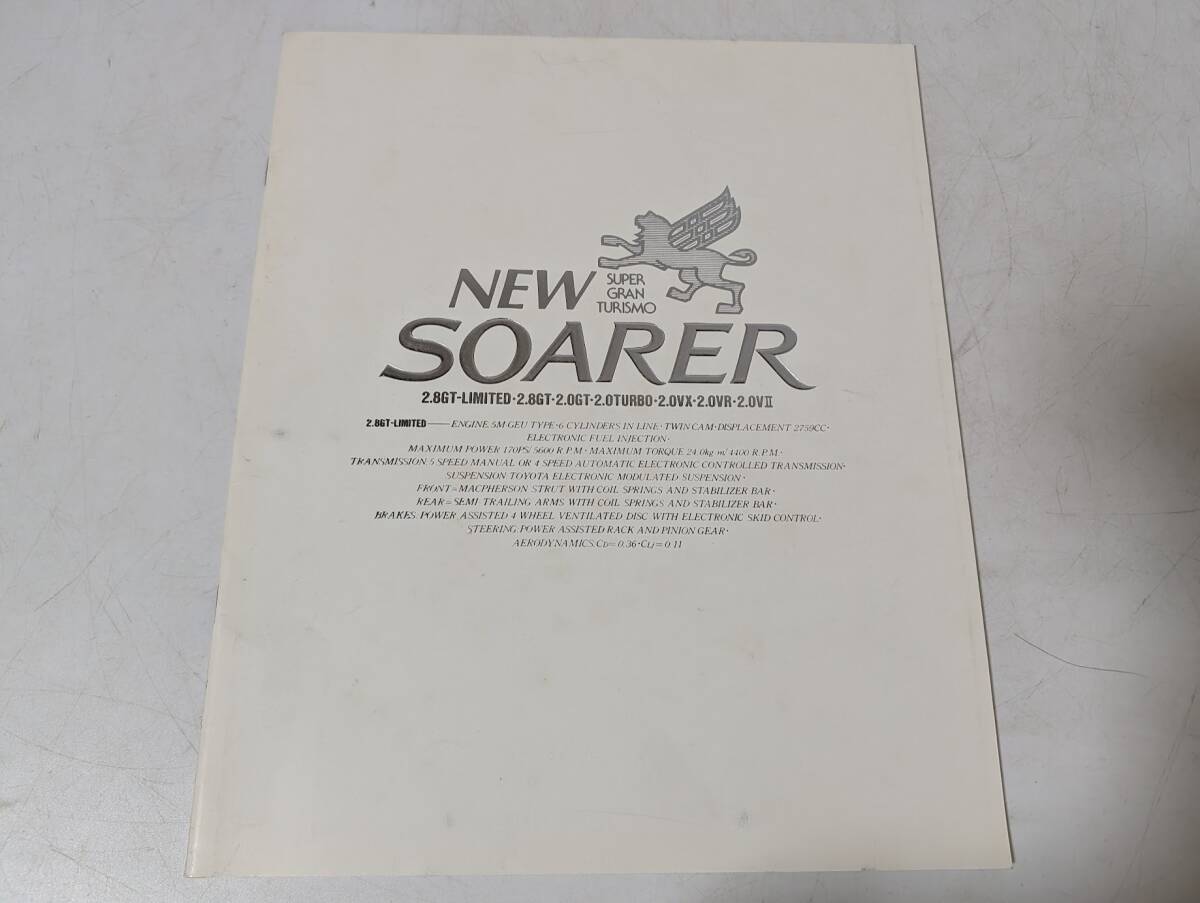 NEW
SUPER
GRAN
TURISMO
SOARER
2.8GT-LIMITED·2.8GT·2.0GT·2.0TURBO·2.0VX·2.0VR·2.0VII
2.8GT-LIMITED——ENGINE 5M-GEU TYPE·6 CYLINDERS IN LINE·TWIN CAM·DISPLACEMENT 2759CC·
ELECTRONIC FUEL INJECTION·
MAXIMUM POWER 170PS/5600 R.P.M·MAXIMUM TORQUE 24.0kg m/4400 R.P.M.·
TRANSMISSION 5 SPEED MANUAL OR 4 SPEED AUTOMATIC ELECTRONIC CONTROLLED TRANSMISSION·
SUSPENSION TOYOTA ELECTRONIC MODULATED SUSPENSION·
FRONT=MACPHERSON STRUT WITH COIL SPRINGS AND STABILIZER BAR·
REAR=SEMI TRAILING ARMS WITH COIL SPRINGS AND STABILIZER BAR·
BRAKES: POWER ASSISTED 4 WHEEL VENTILATED DISC WITH ELECTRONIC SKID CONTROL·
STEERING: POWER ASSISTED RACK AND PINION GEAR·
AERODYNAMICS: CD=0.36·CLf=0.11